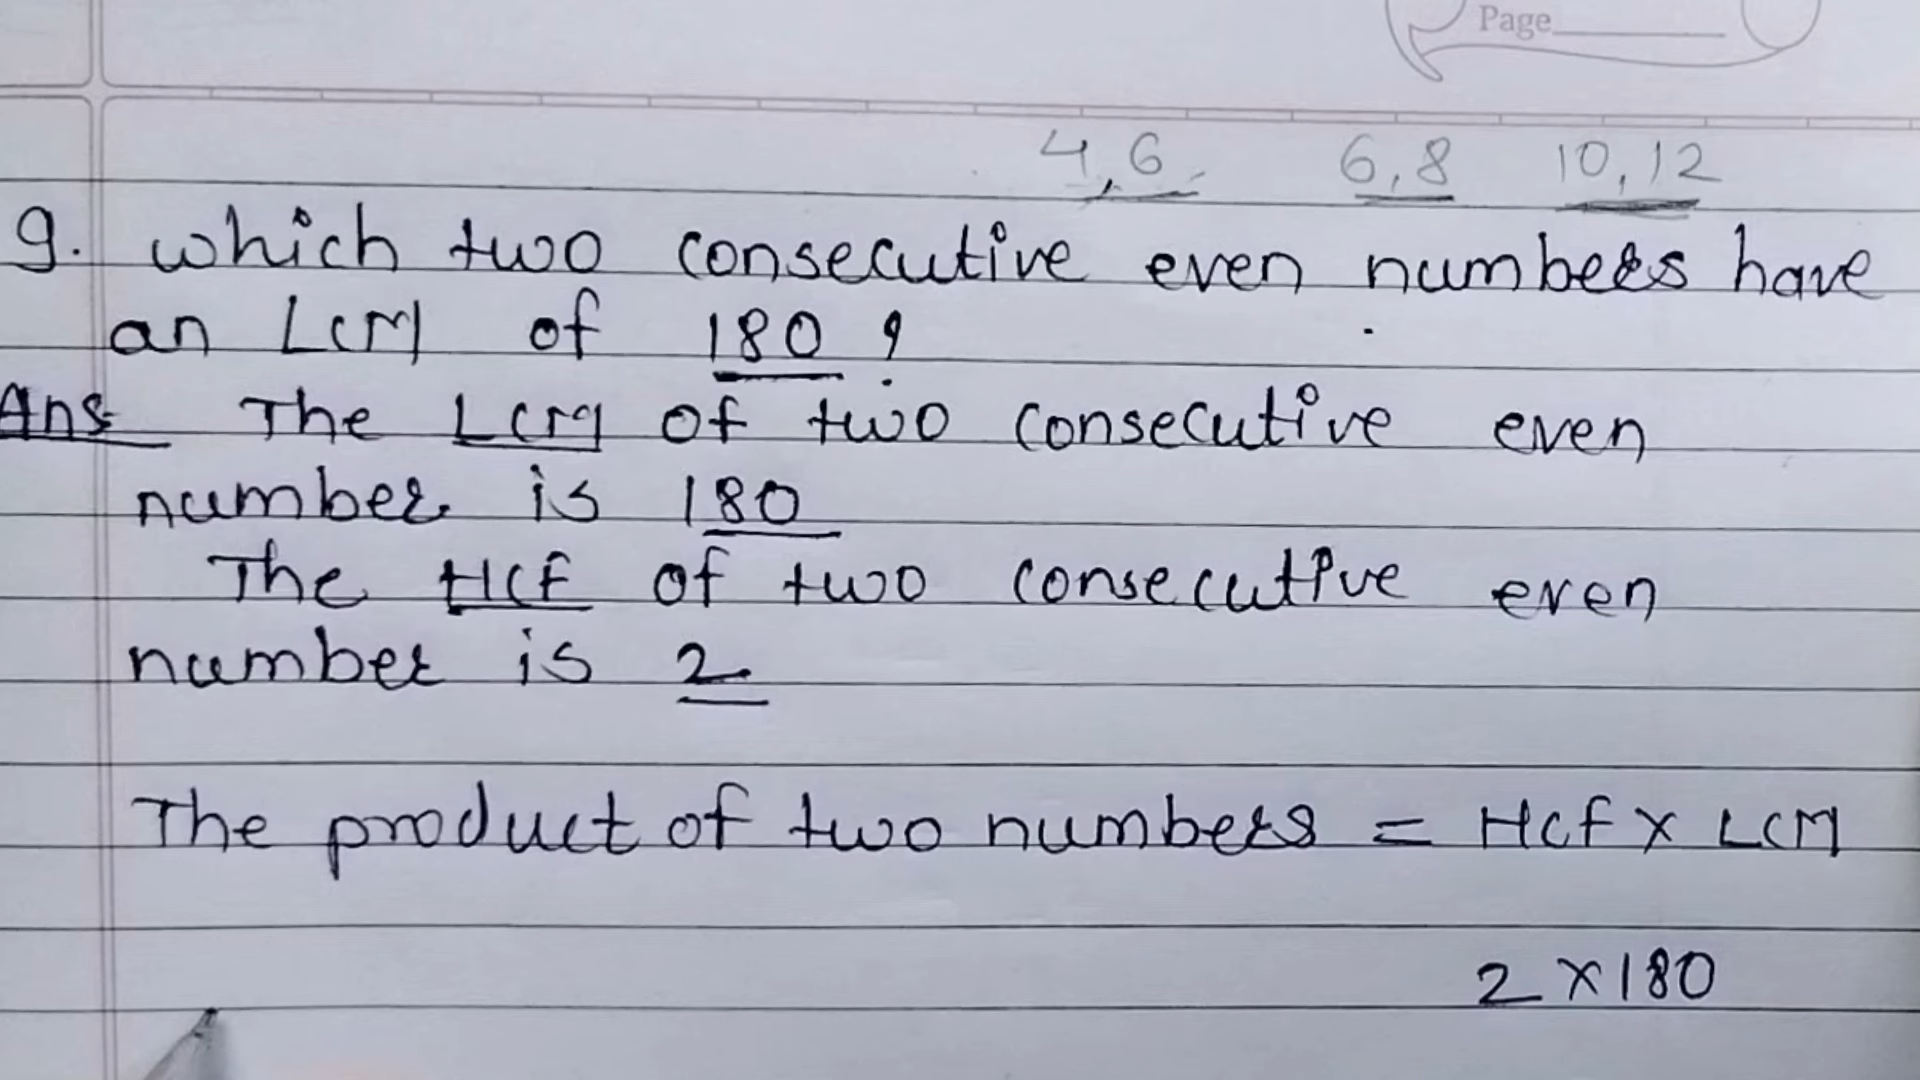 Page
4,6, 6,8 10,12
9. which two consecutive even numbers have
an LCM of 180?
Ans The LCM of two consecutive even
number is 180
The HCF of two consecutive even
number is 2
The product of two numbers = HCF x LCM
2 x 180